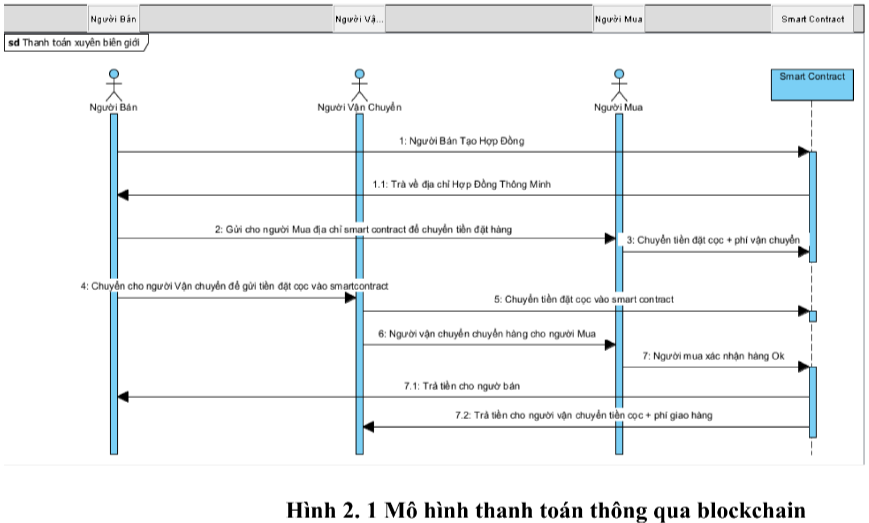 Người Bán Người Vậ... Người Mua Smart Contract
sd Thanh toán xuyên biên giới
Smart Contract
Người Bán Người Vận Chuyển Người Mua
1: Người Bán Tạo Hợp Đồng
1.1: Trả về địa chỉ Hợp Đồng Thông Minh
2: Gửi cho người Mua địa chỉ smart contract để chuyển tiền đặt hàng
3: Chuyển tiền đặt cọc + phí vận chuyển
4: Chuyển cho người Vận chuyển để gửi tiền đặt cọc vào smartcontract
5: Chuyển tiền đặt cọc vào smart contract
6: Người vận chuyển chuyển hàng cho người Mua
7: Người mua xác nhận hàng Ok
7.1: Trả tiền cho ngườ bán
7.2: Trả tiền cho người vận chuyển tiền cọc + phí giao hàng
Hình 2. 1 Mô hình thanh toán thông qua blockchain